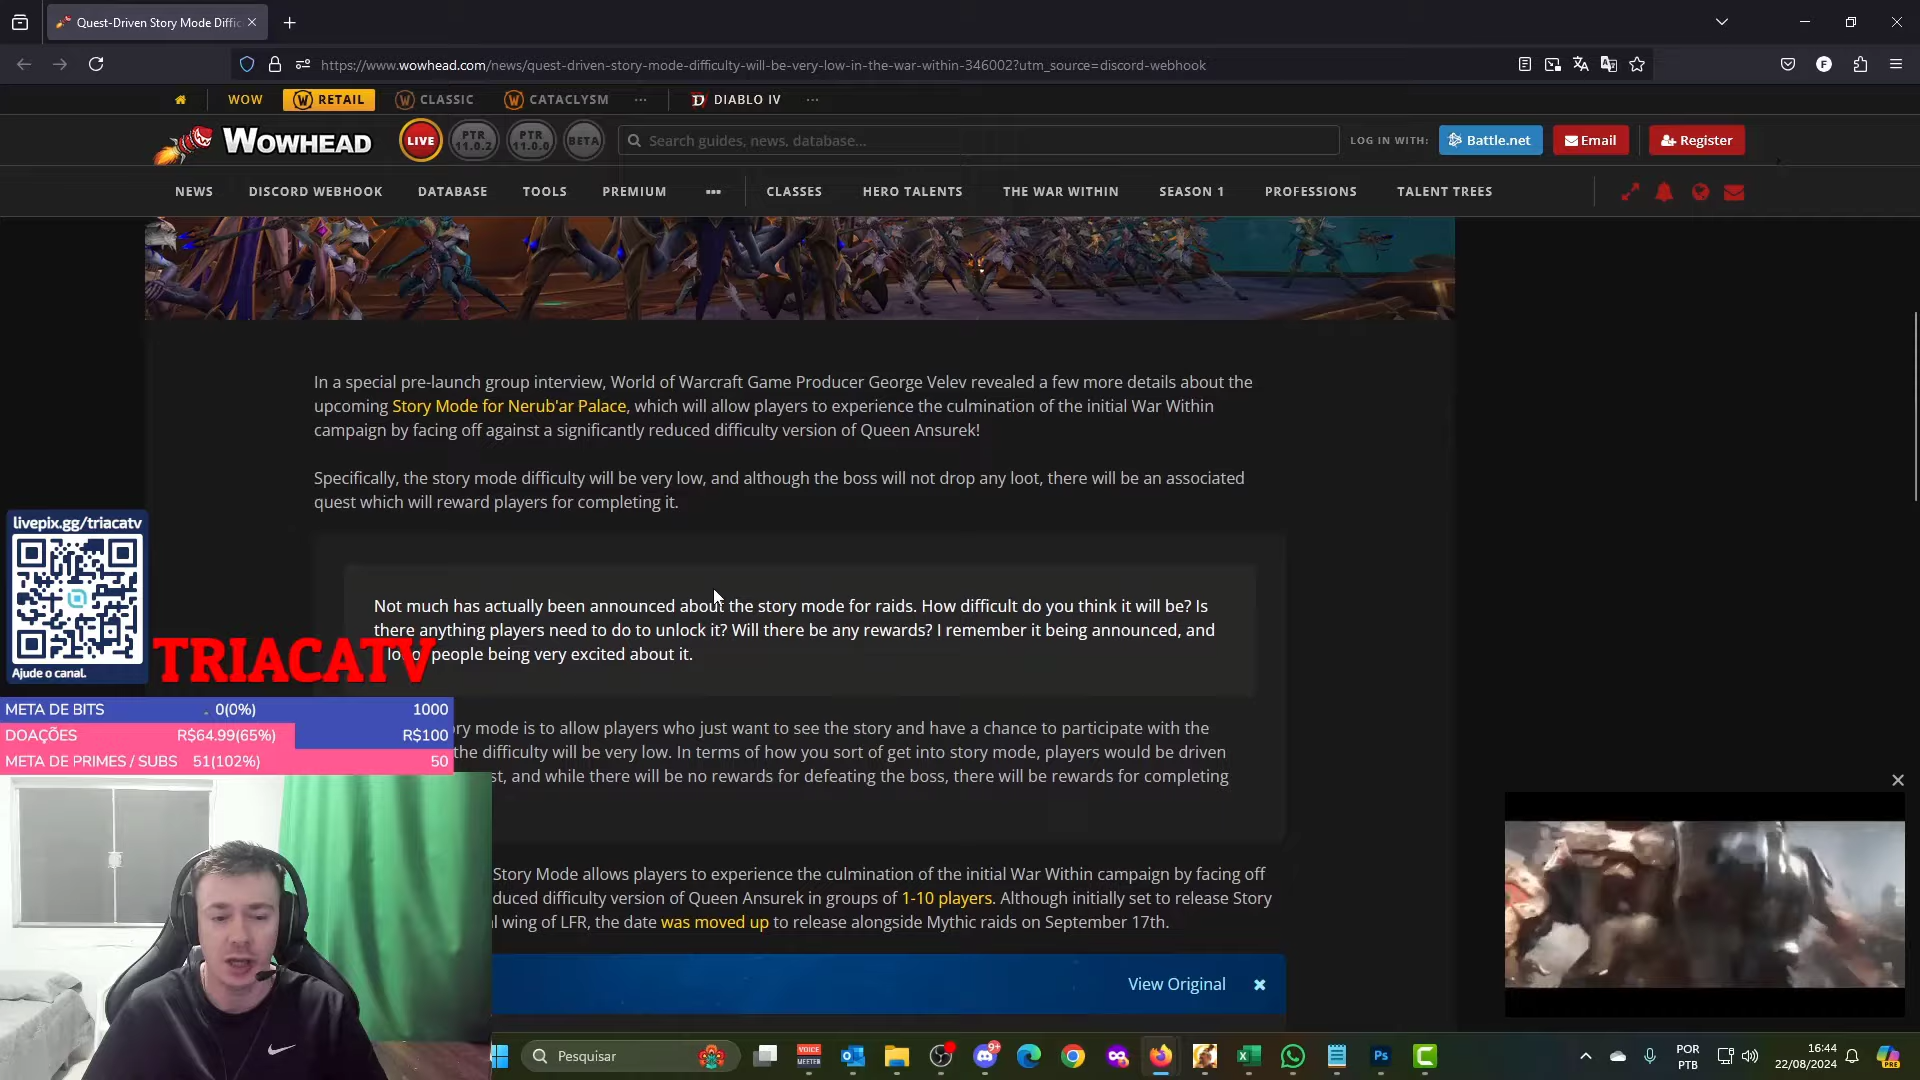 Quest-Driven Story Mode Diffic
https://www.wowhead.com/news/quest-driven-story-mode-difficulty-will-be-very-low-in-the-war-within-346002?utm_source=discord-webhook
WOW RETAIL CLASSIC CATACLYSM ... DIABLO IV ...
WOWHEAD LIVE PTR 11.0.2 PTR 11.0.0 BETA Search guides, news, database... LOG IN WITH: Battle.net Email Register
NEWS DISCORD WEBHOOK DATABASE TOOLS PREMIUM ... CLASSES HERO TALENTS THE WAR WITHIN SEASON 1 PROFESSIONS TALENT TREES
In a special pre-launch group interview, World of Warcraft Game Producer George Velev revealed a few more details about the
upcoming Story Mode for Nerub'ar Palace, which will allow players to experience the culmination of the initial War Within
campaign by facing off against a significantly reduced difficulty version of Queen Ansurek!
Specifically, the story mode difficulty will be very low, and although the boss will not drop any loot, there will be an associated
quest which will reward players for completing it.
livepix.gg/triacatv
Ajude o canal.
Not much has actually been announced about the story mode for raids. How difficult do you think it will be? Is
there anything players need to do to unlock it? Will there be any rewards? I remember it being announced, and
people being very excited about it.
TRIACATV
META DE BITS 0(0%) 1000
DOAÇÕES R$64.99(65%) R$100
META DE PRIMES / SUBS 51(102%) 50
ry mode is to allow players who just want to see the story and have a chance to participate with the
the difficulty will be very low. In terms of how you sort of get into story mode, players would be driven
st, and while there will be no rewards for defeating the boss, there will be rewards for completing
Story Mode allows players to experience the culmination of the initial War Within campaign by facing off
duced difficulty version of Queen Ansurek in groups of 1-10 players. Although initially set to release Story
l wing of LFR, the date was moved up to release alongside Mythic raids on September 17th.
View Original
Pesquisar
VOICE MEETER
9+
Ps
POR
PTB
16:44
22/08/2024
PRE